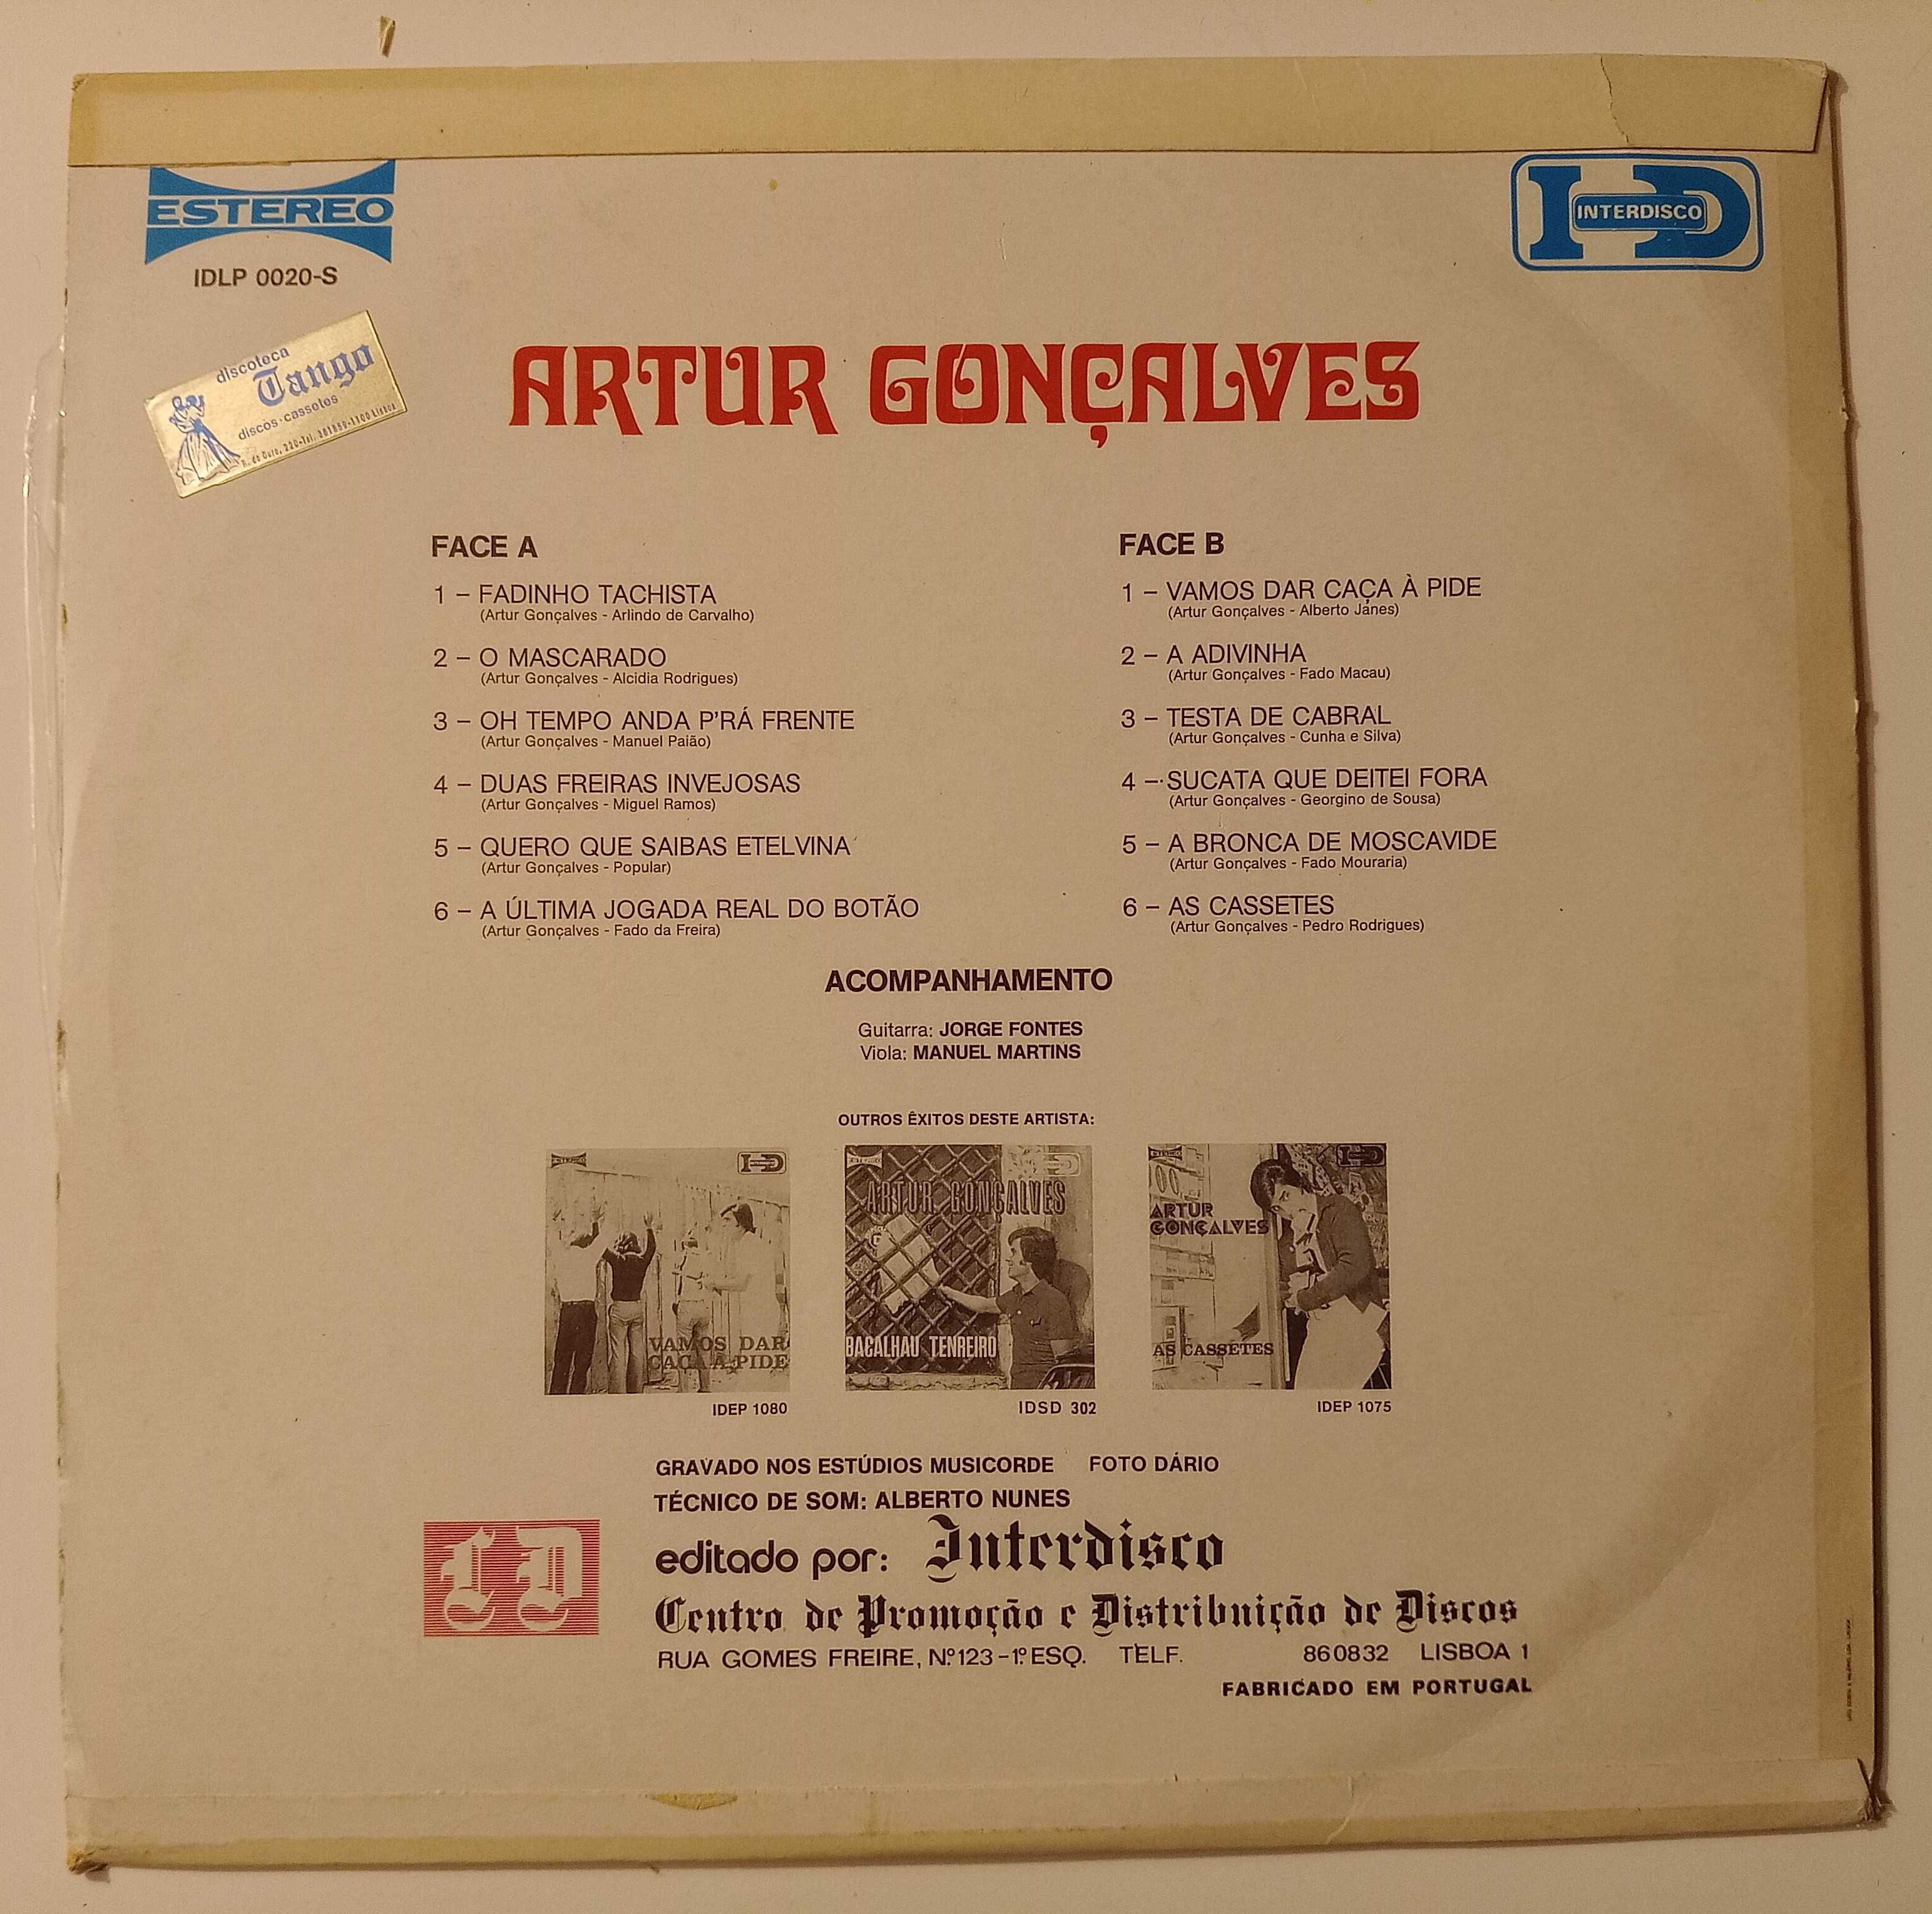 ESTEREO
IDLP 0020-S
INTERDISCO
discoteca
Tango
discos-cassetes
ARTUR GONÇALVES
FACE A
1 – FADINHO TACHISTA
(Artur Gonçalves - Arlindo de Carvalho)
2 – O MASCARADO
(Artur Gonçalves - Alcidia Rodrigues)
3 – OH TEMPO ANDA P'RÁ FRENTE
(Artur Gonçalves - Manuel Paião)
4 – DUAS FREIRAS INVEJOSAS
(Artur Gonçalves - Miguel Ramos)
5 – QUERO QUE SAIBAS ETELVINA
(Artur Gonçalves - Popular)
6 – A ÚLTIMA JOGADA REAL DO BOTÃO
(Artur Gonçalves - Fado da Freira)
FACE B
1 – VAMOS DAR CAÇA À PIDE
(Artur Gonçalves - Alberto Janes)
2 – A ADIVINHA
(Artur Gonçalves - Fado Macau)
3 – TESTA DE CABRAL
(Artur Gonçalves - Cunha e Silva)
4 – SUCATA QUE DEITEI FORA
(Artur Gonçalves - Georgino de Sousa)
5 – A BRONCA DE MOSCAVIDE
(Artur Gonçalves - Fado Mouraria)
6 – AS CASSETES
(Artur Gonçalves - Pedro Rodrigues)
ACOMPANHAMENTO
Guitarra: JORGE FONTES
Viola: MANUEL MARTINS
OUTROS ÊXITOS DESTE ARTISTA:
ESTEREO
ID
VAMOS DAR
CAÇA À PIDE
IDEP 1080
ESTEREO
ID
ARTUR GONÇALVES
BACALHAU TENREIRO
IDSD 302
ESTEREO
ID
ARTUR
GONÇALVES
AS CASSETES
IDEP 1075
GRAVADO NOS ESTÚDIOS MUSICORDE FOTO DÁRIO
TÉCNICO DE SOM: ALBERTO NUNES
ID
editado por: Interdisco
Centro de Promoção e Distribuição de Discos
RUA GOMES FREIRE, Nº 123 - 1º ESQ. TELF. 860832 LISBOA 1
FABRICADO EM PORTUGAL